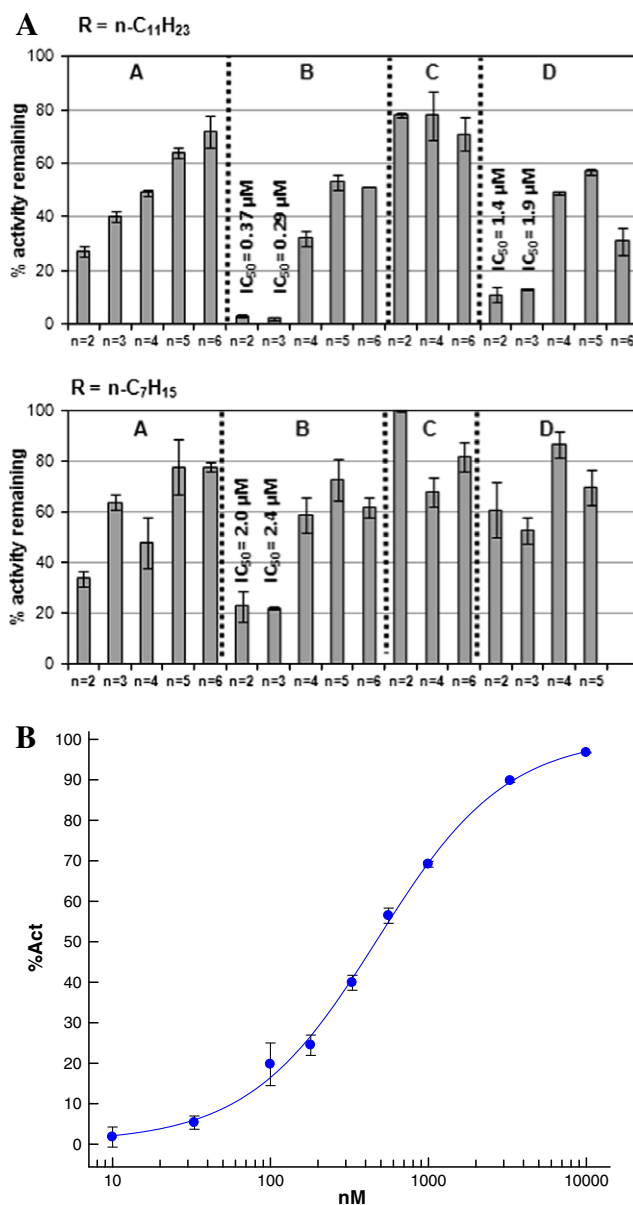 A
R = n-C₁₁H₂₃
% activity remaining
100
80
60
40
20
0
A
B
C
D
IC₅₀= 0.37 µM
IC₅₀= 0.29 µM
IC₅₀= 1.4 µM
IC₅₀= 1.9 µM
n=2 n=3 n=4 n=5 n=6 n=2 n=3 n=4 n=5 n=6 n=2 n=4 n=6 n=2 n=3 n=4 n=5 n=6
R = n-C₇H₁₅
% activity remaining
100
80
60
40
20
0
A
B
C
D
IC₅₀= 2.0 µM
IC₅₀= 2.4 µM
n=2 n=3 n=4 n=5 n=6 n=2 n=3 n=4 n=5 n=6 n=2 n=4 n=6 n=2 n=3 n=4 n=5
B
%Act
100
90
80
70
60
50
40
30
20
10
0
10 100 1000 10000
nM